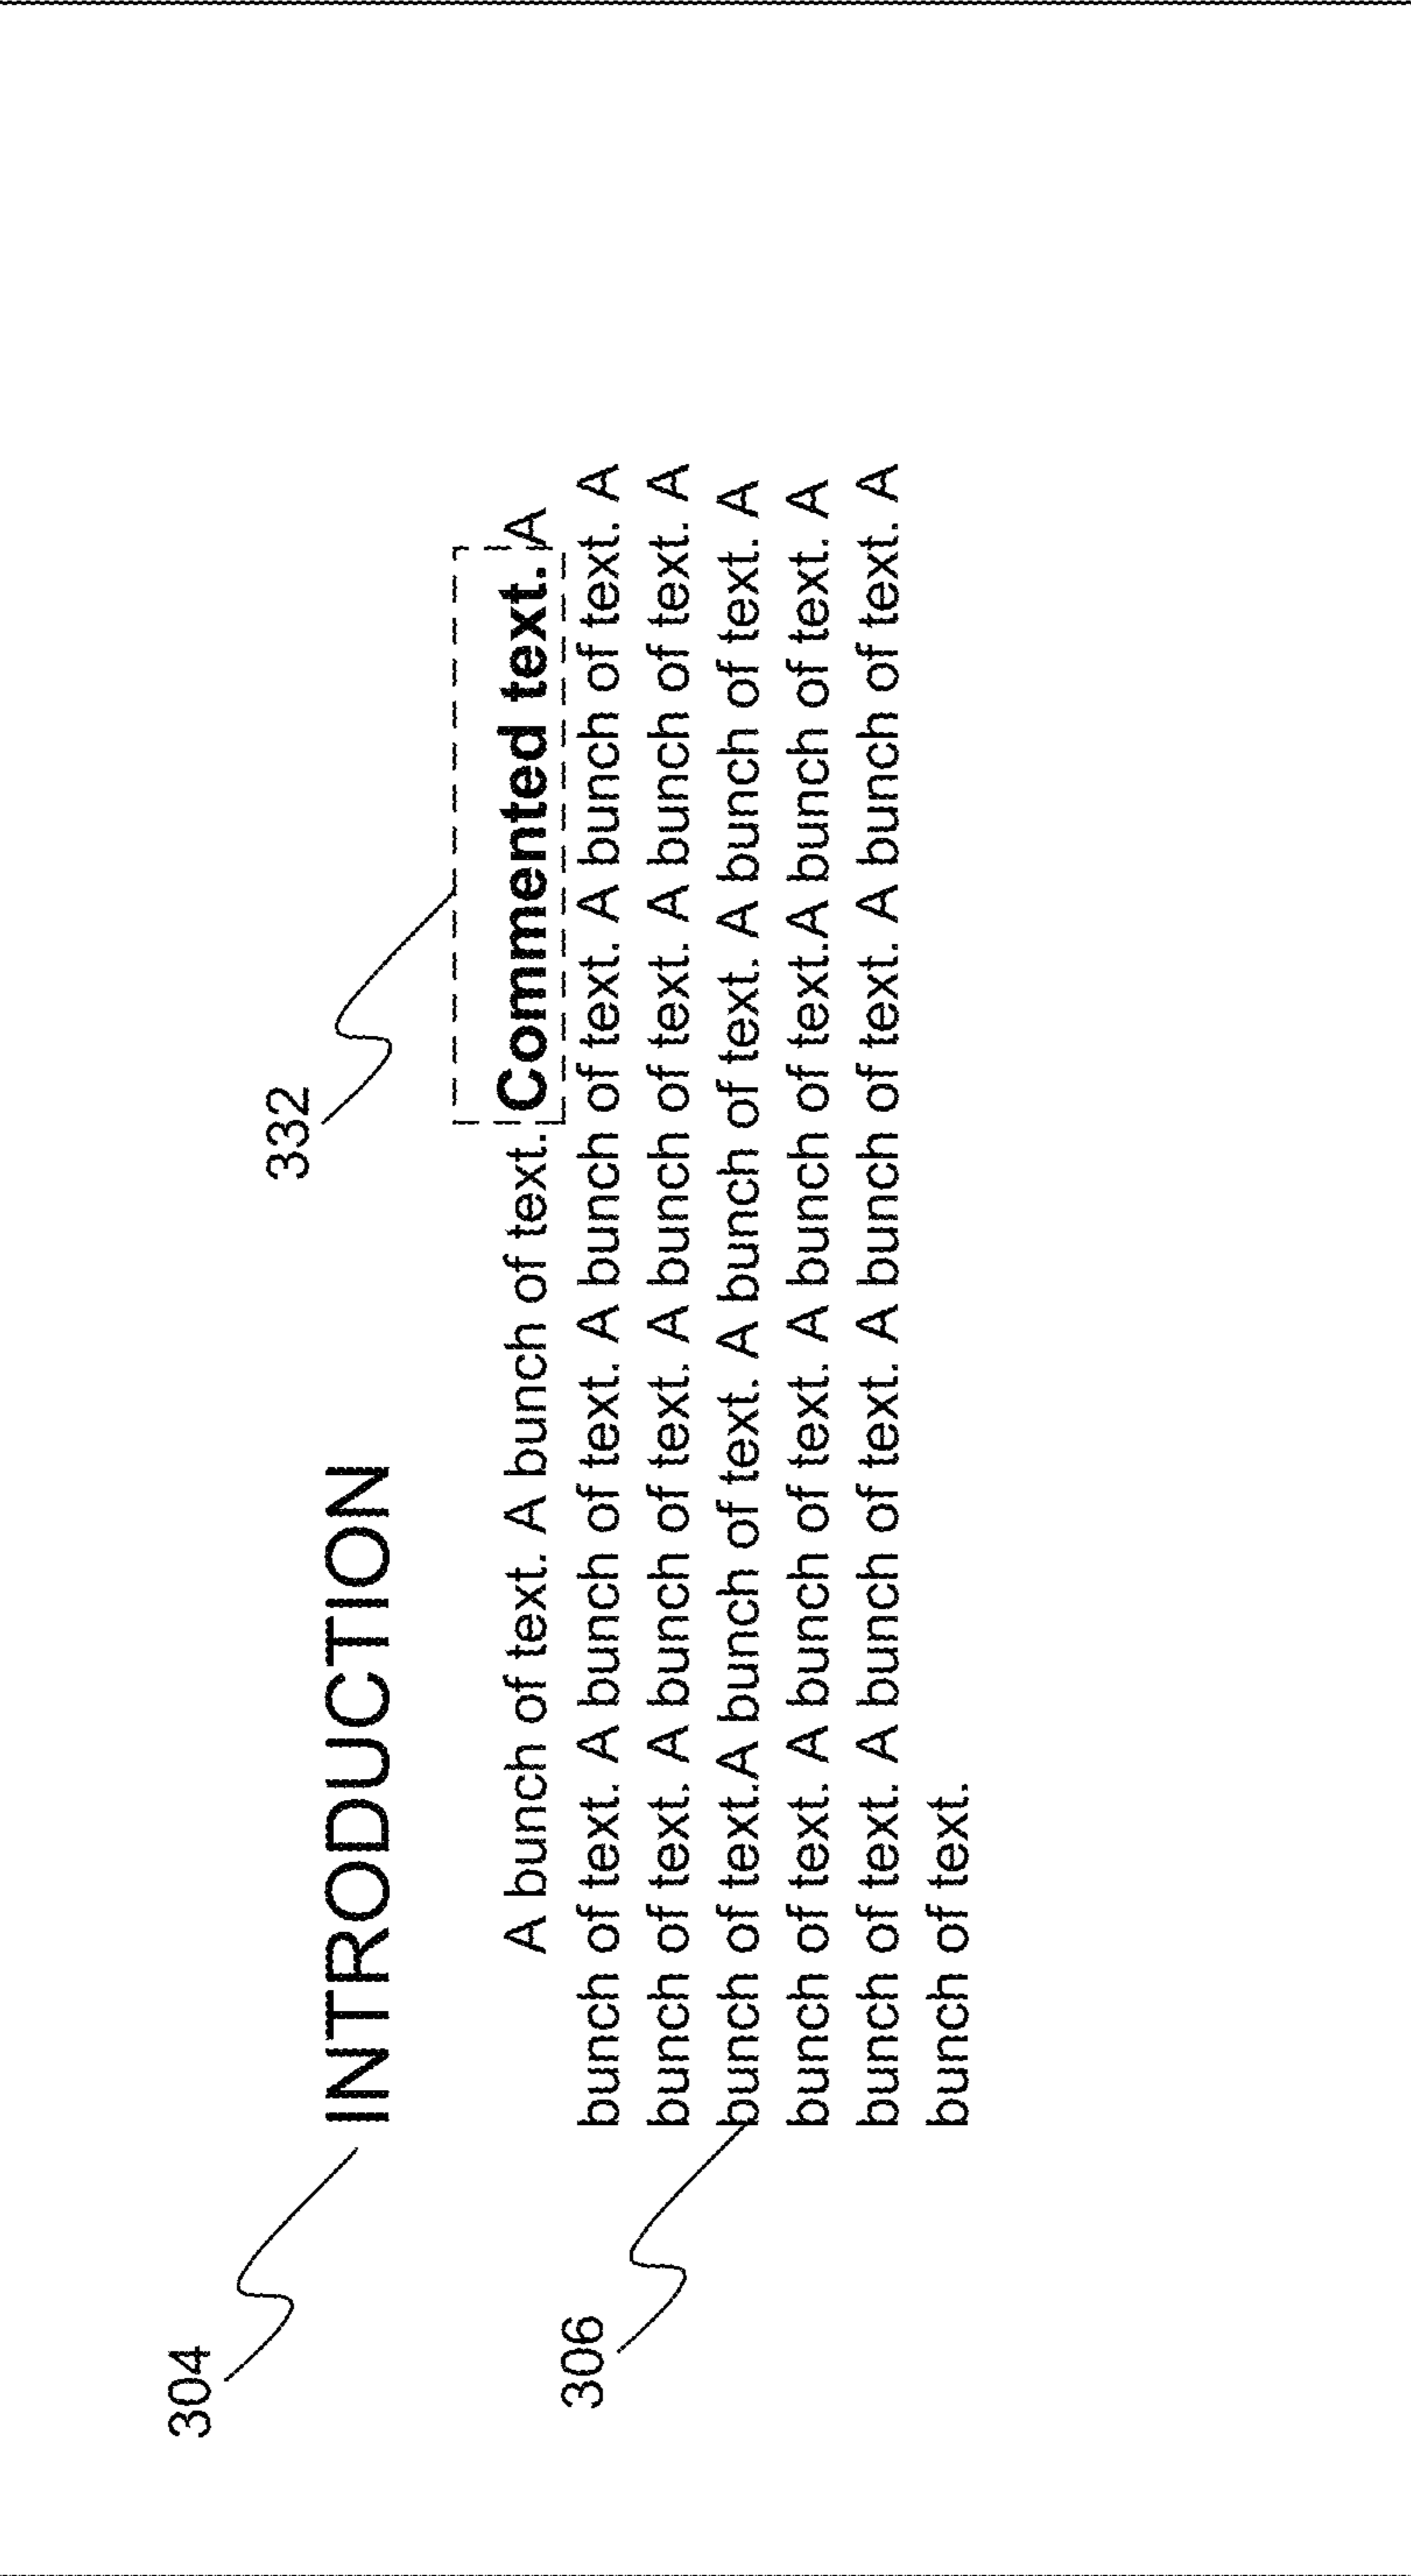 304
INTRODUCTION
332
A bunch of text. A bunch of text. Commented text. A
bunch of text. A bunch of text. A bunch of text. A bunch of text. A
bunch of text. A bunch of text. A bunch of text. A bunch of text. A
306
bunch of text.A bunch of text. A bunch of text. A bunch of text. A
bunch of text. A bunch of text. A bunch of text.A bunch of text. A
bunch of text. A bunch of text. A bunch of text. A bunch of text. A
bunch of text.